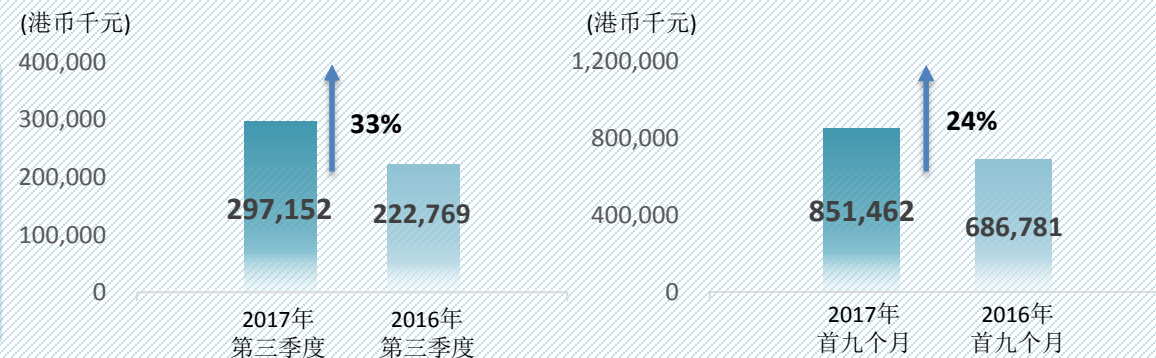 (港币千元)
400,000
300,000
200,000
100,000
0
33%
297,152
222,769
2017年
第三季度
2016年
第三季度
(港币千元)
1,200,000
800,000
400,000
0
24%
851,462
686,781
2017年
首九个月
2016年
首九个月